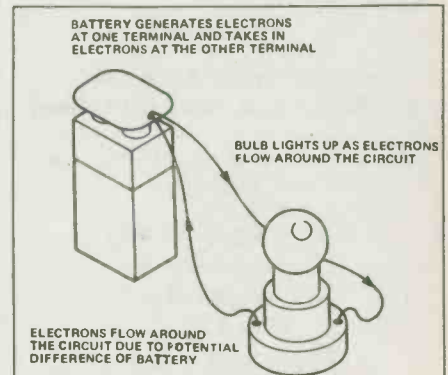 BATTERY GENERATES ELECTRONS
AT ONE TERMINAL AND TAKES IN
ELECTRONS AT THE OTHER TERMINAL
BULB LIGHTS UP AS ELECTRONS
FLOW AROUND THE CIRCUIT
ELECTRONS FLOW AROUND
THE CIRCUIT DUE TO POTENTIAL
DIFFERENCE OF BATTERY